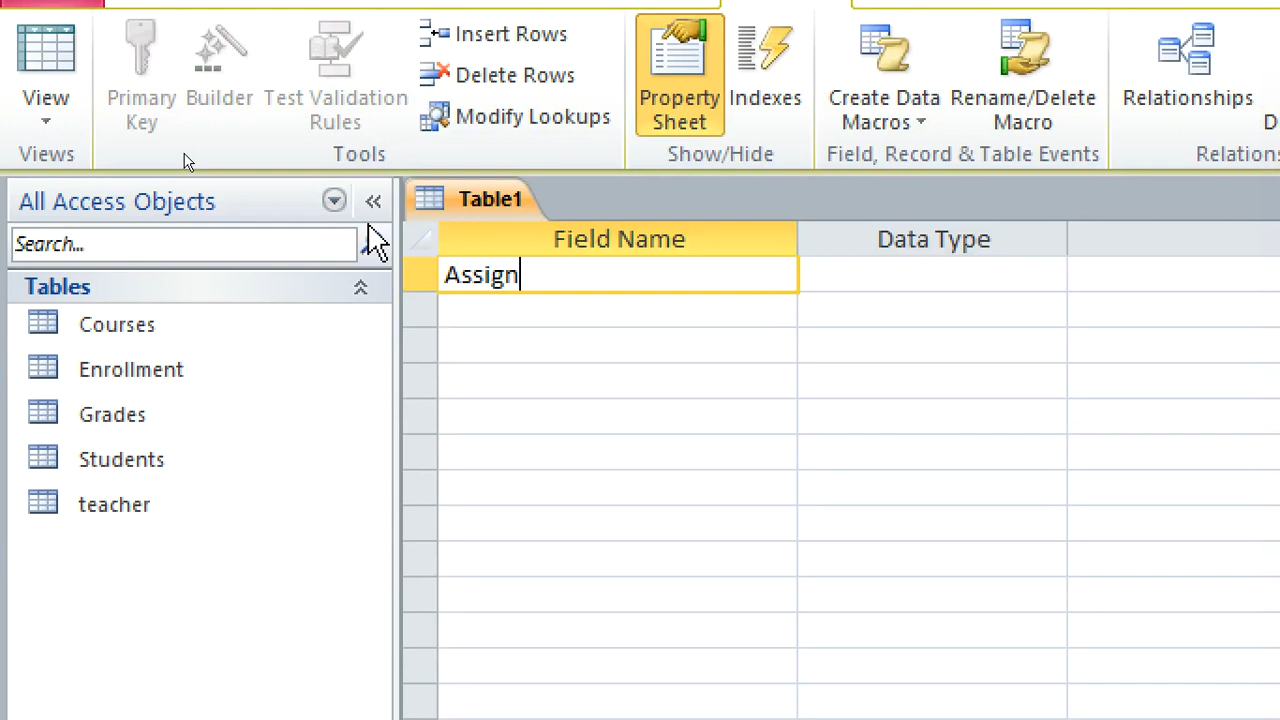 View
Primary Key
Builder
Test Validation Rules
Insert Rows
Delete Rows
Modify Lookups
Property Sheet
Indexes
Create Data Macros
Rename/Delete Macro
Relationships
D
Views
Tools
Show/Hide
Field, Record & Table Events
Relations
All Access Objects
Search...
Tables
Courses
Enrollment
Grades
Students
teacher
Table1
Field Name
Data Type
Assign